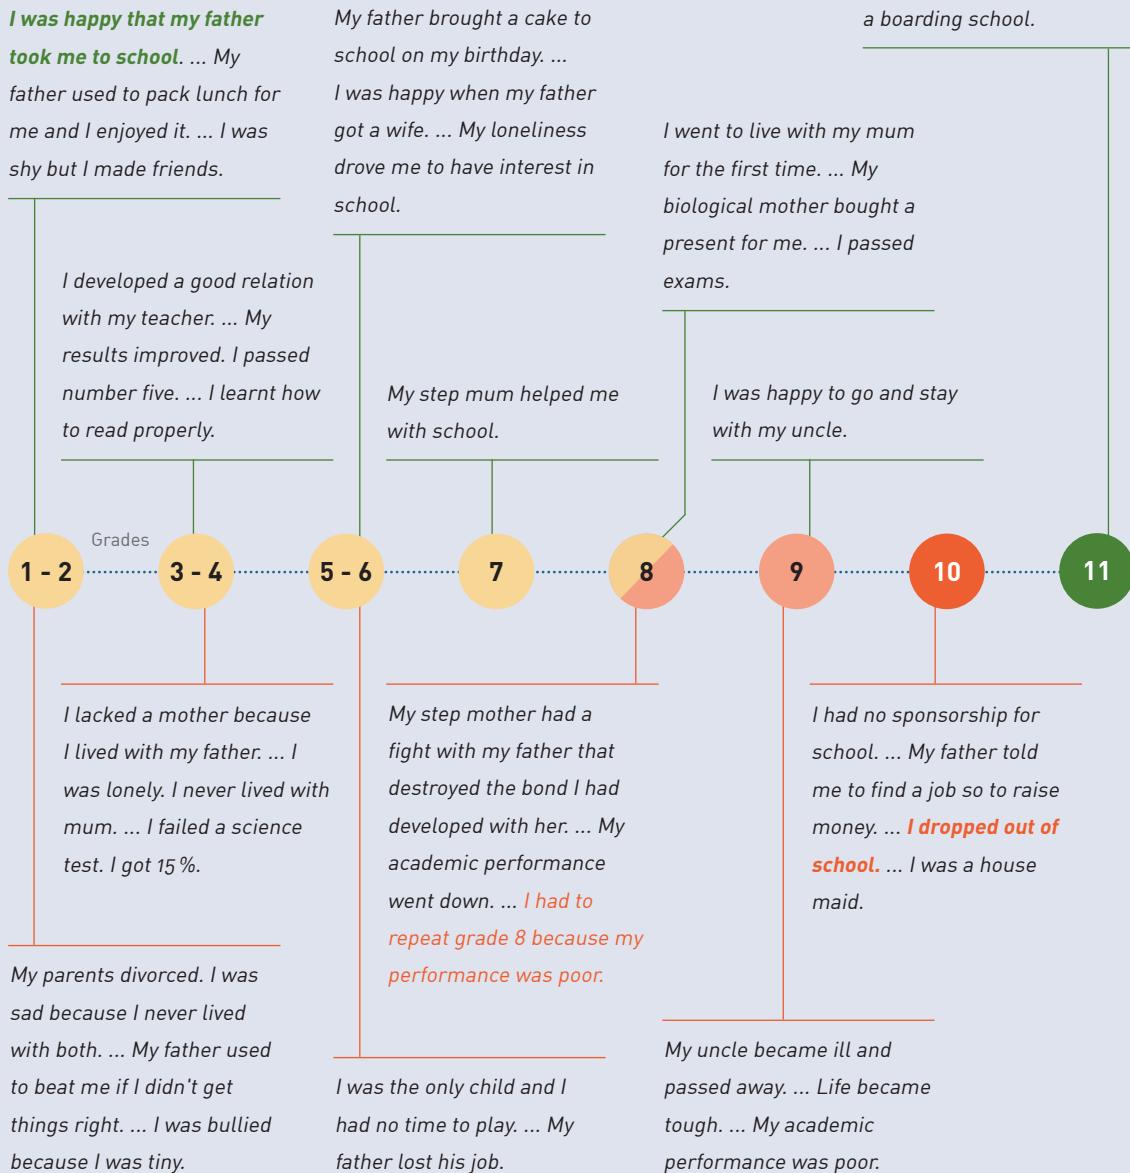 I was happy that my father
took me to school. ... My
father used to pack lunch for
me and I enjoyed it. ... I was
shy but I made friends.
My father brought a cake to
school on my birthday. ...
I was happy when my father
got a wife. ... My loneliness
drove me to have interest in
school.
a boarding school.
I went to live with my mum
for the first time. ... My
biological mother bought a
present for me. ... I passed
exams.
I developed a good relation
with my teacher. ... My
results improved. I passed
number five. ... I learnt how
to read properly.
My step mum helped me
with school.
I was happy to go and stay
with my uncle.
Grades
1 - 2
3 - 4
5 - 6
7
8
9
10
11
I lacked a mother because
I lived with my father. ... I
was lonely. I never lived with
mum. ... I failed a science
test. I got 15 %.
My step mother had a
fight with my father that
destroyed the bond I had
developed with her. ... My
academic performance
went down. ... I had to
repeat grade 8 because my
performance was poor.
I had no sponsorship for
school. ... My father told
me to find a job so to raise
money. ... I dropped out of
school. ... I was a house
maid.
My parents divorced. I was
sad because I never lived
with both. ... My father used
to beat me if I didn't get
things right. ... I was bullied
because I was tiny.
I was the only child and I
had no time to play. ... My
father lost his job.
My uncle became ill and
passed away. ... Life became
tough. ... My academic
performance was poor.